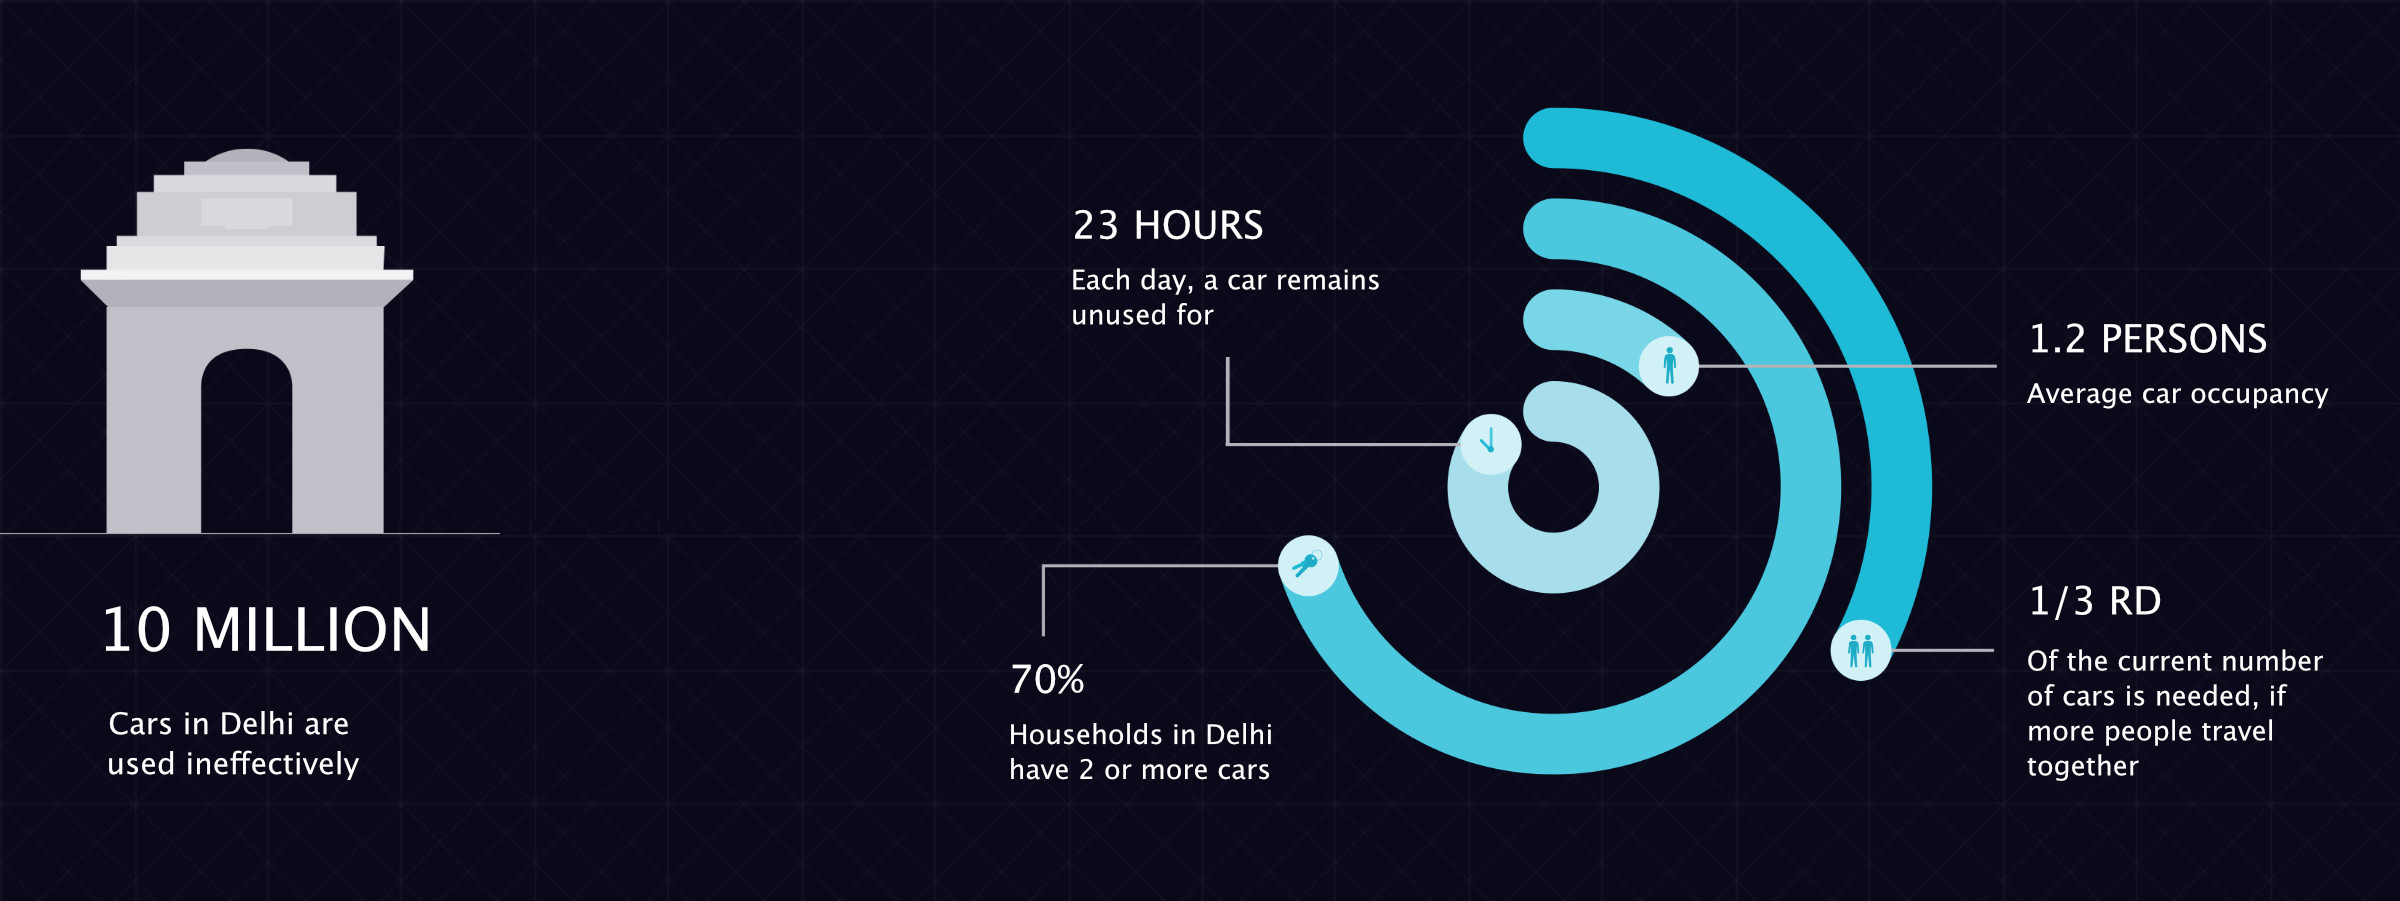 10 MILLION
Cars in Delhi are
used ineffectively
23 HOURS
Each day, a car remains
unused for
70%
Households in Delhi
have 2 or more cars
1.2 PERSONS
Average car occupancy
1/3 RD
Of the current number
of cars is needed, if
more people travel
together